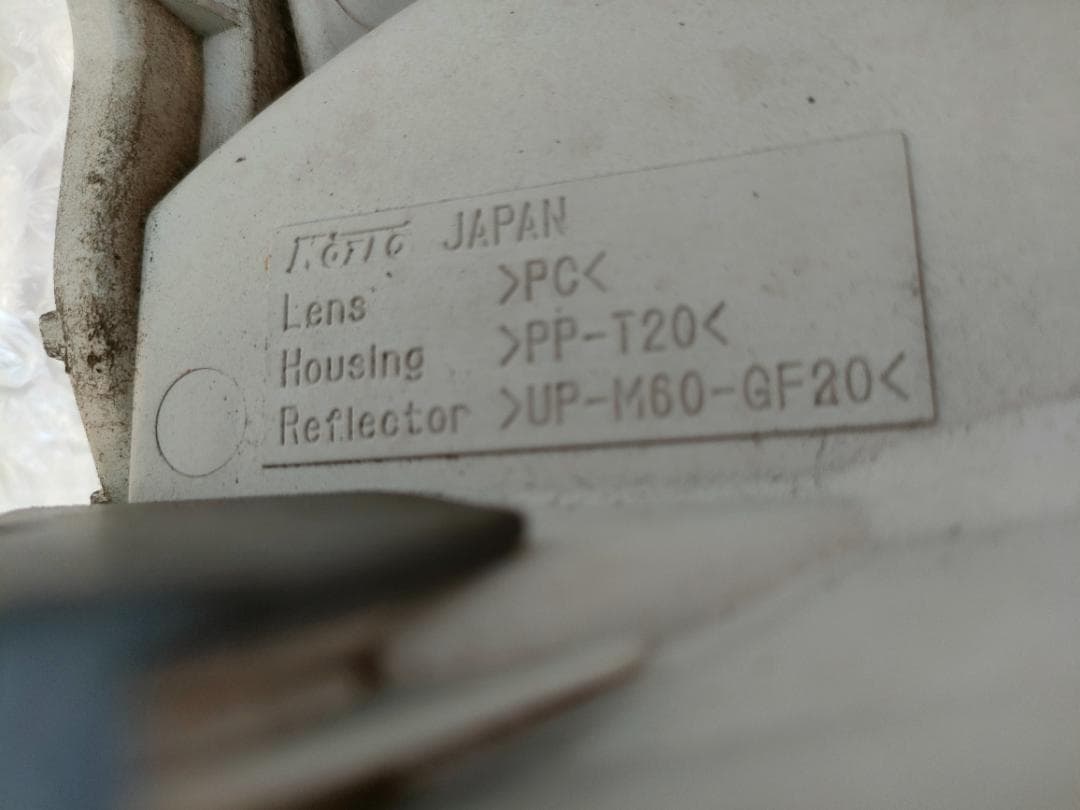 KOITO JAPAN
Lens >PC<
Housing >PP-T20<
Reflector >UP-M60-GF20<